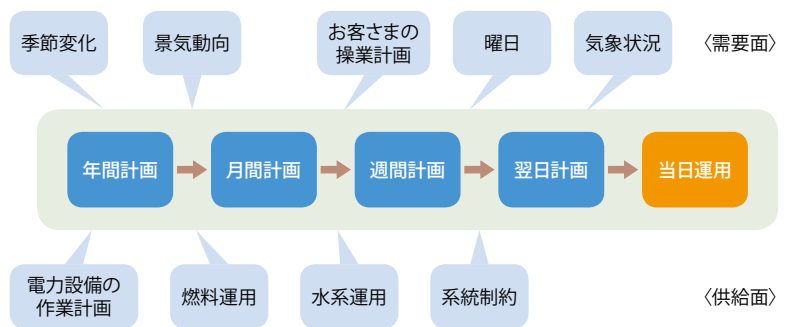 季節変化
景気動向
お客さまの
操業計画
曜日
気象状況
〈需要面〉
年間計画
月間計画
週間計画
翌日計画
当日運用
電力設備の
作業計画
燃料運用
水系運用
系統制約
〈供給面〉